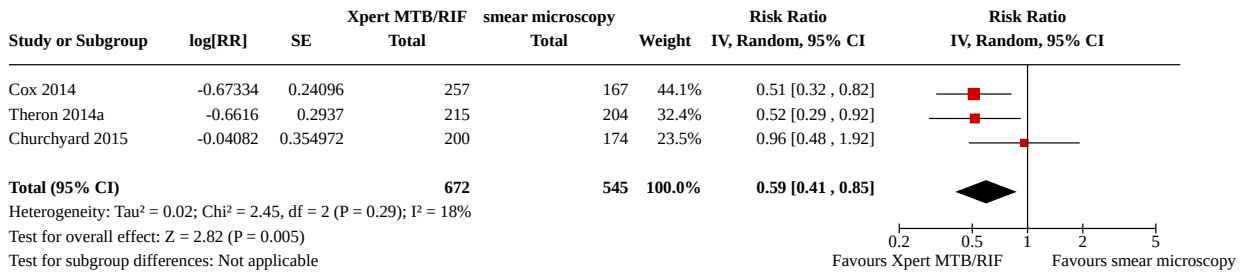 Xpert MTB/RIF smear microscopy Risk Ratio Risk Ratio
Study or Subgroup log[RR] SE Total Total Weight IV, Random, 95% CI IV, Random, 95% CI
Cox 2014 -0.67334 0.24096 257 167 44.1% 0.51 [0.32 , 0.82]
Theron 2014a -0.6616 0.2937 215 204 32.4% 0.52 [0.29 , 0.92]
Churchyard 2015 -0.04082 0.354972 200 174 23.5% 0.96 [0.48 , 1.92]
Total (95% CI) 672 545 100.0% 0.59 [0.41 , 0.85]
Heterogeneity: Tau² = 0.02; Chi² = 2.45, df = 2 (P = 0.29); I² = 18%
Test for overall effect: Z = 2.82 (P = 0.005) 0.2 0.5 1 2 5
Test for subgroup differences: Not applicable Favours Xpert MTB/RIF Favours smear microscopy